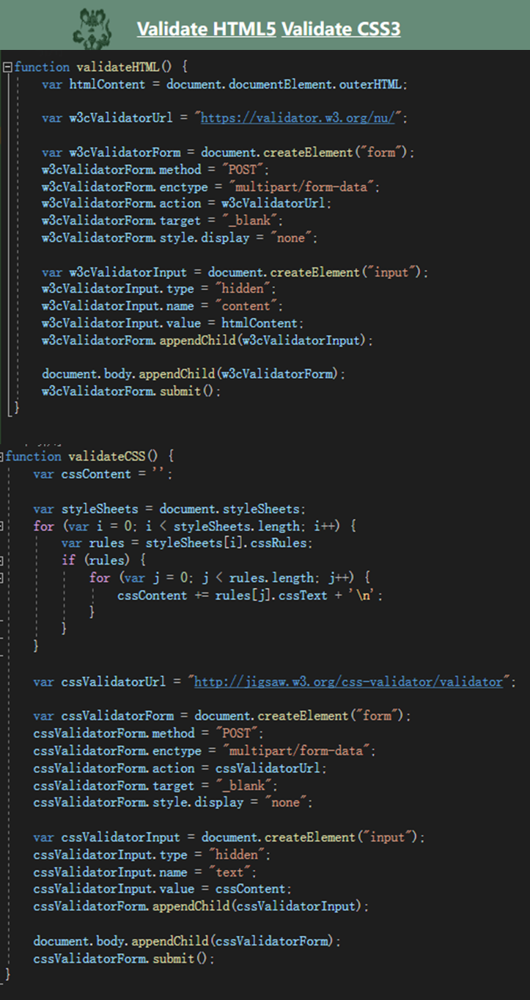 Validate HTML5 Validate CSS3
function validateHTML() {
var htmlContent = document.documentElement.outerHTML;
var w3cValidatorUrl = "https://validator.w3.org/nu/";
var w3cValidatorForm = document.createElement("form");
w3cValidatorForm.method = "POST";
w3cValidatorForm.enctype = "multipart/form-data";
w3cValidatorForm.action = w3cValidatorUrl;
w3cValidatorForm.target = "_blank";
w3cValidatorForm.style.display = "none";
var w3cValidatorInput = document.createElement("input");
w3cValidatorInput.type = "hidden";
w3cValidatorInput.name = "content";
w3cValidatorInput.value = htmlContent;
w3cValidatorForm.appendChild(w3cValidatorInput);
document.body.appendChild(w3cValidatorForm);
w3cValidatorForm.submit();
}
function validateCSS() {
var cssContent = '';
var styleSheets = document.styleSheets;
for (var i = 0; i < styleSheets.length; i++) {
var rules = styleSheets[i].cssRules;
if (rules) {
for (var j = 0; j < rules.length; j++) {
cssContent += rules[j].cssText + '\n';
}
}
}
var cssValidatorUrl = "http://jigsaw.w3.org/css-validator/validator";
var cssValidatorForm = document.createElement("form");
cssValidatorForm.method = "POST";
cssValidatorForm.enctype = "multipart/form-data";
cssValidatorForm.action = cssValidatorUrl;
cssValidatorForm.target = "_blank";
cssValidatorForm.style.display = "none";
var cssValidatorInput = document.createElement("input");
cssValidatorInput.type = "hidden";
cssValidatorInput.name = "text";
cssValidatorInput.value = cssContent;
cssValidatorForm.appendChild(cssValidatorInput);
document.body.appendChild(cssValidatorForm);
cssValidatorForm.submit();
}